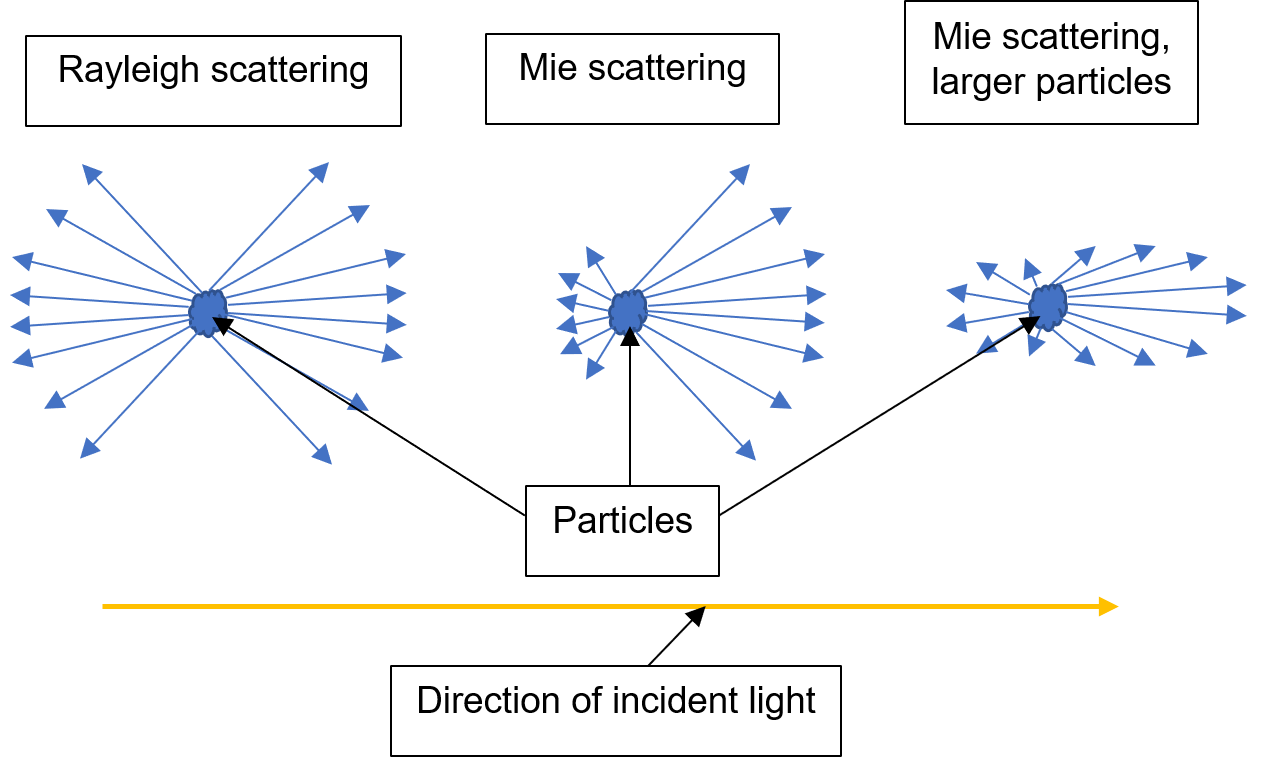 Rayleigh scattering
Mie scattering
Mie scattering,
larger particles
Particles
Direction of incident light